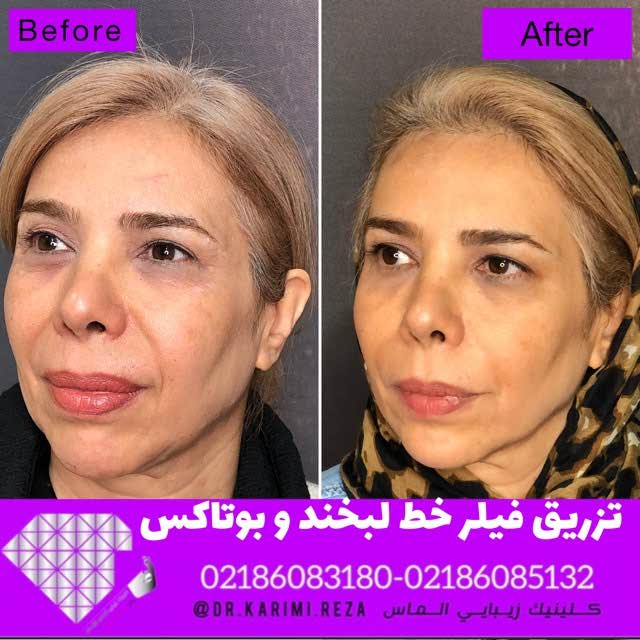 Before
After
تزریق فیلر خط لبخند و بوتاکس
02186083180-02186085132
@DR.KARIMI.REZA کلینیک زیبایی الماس